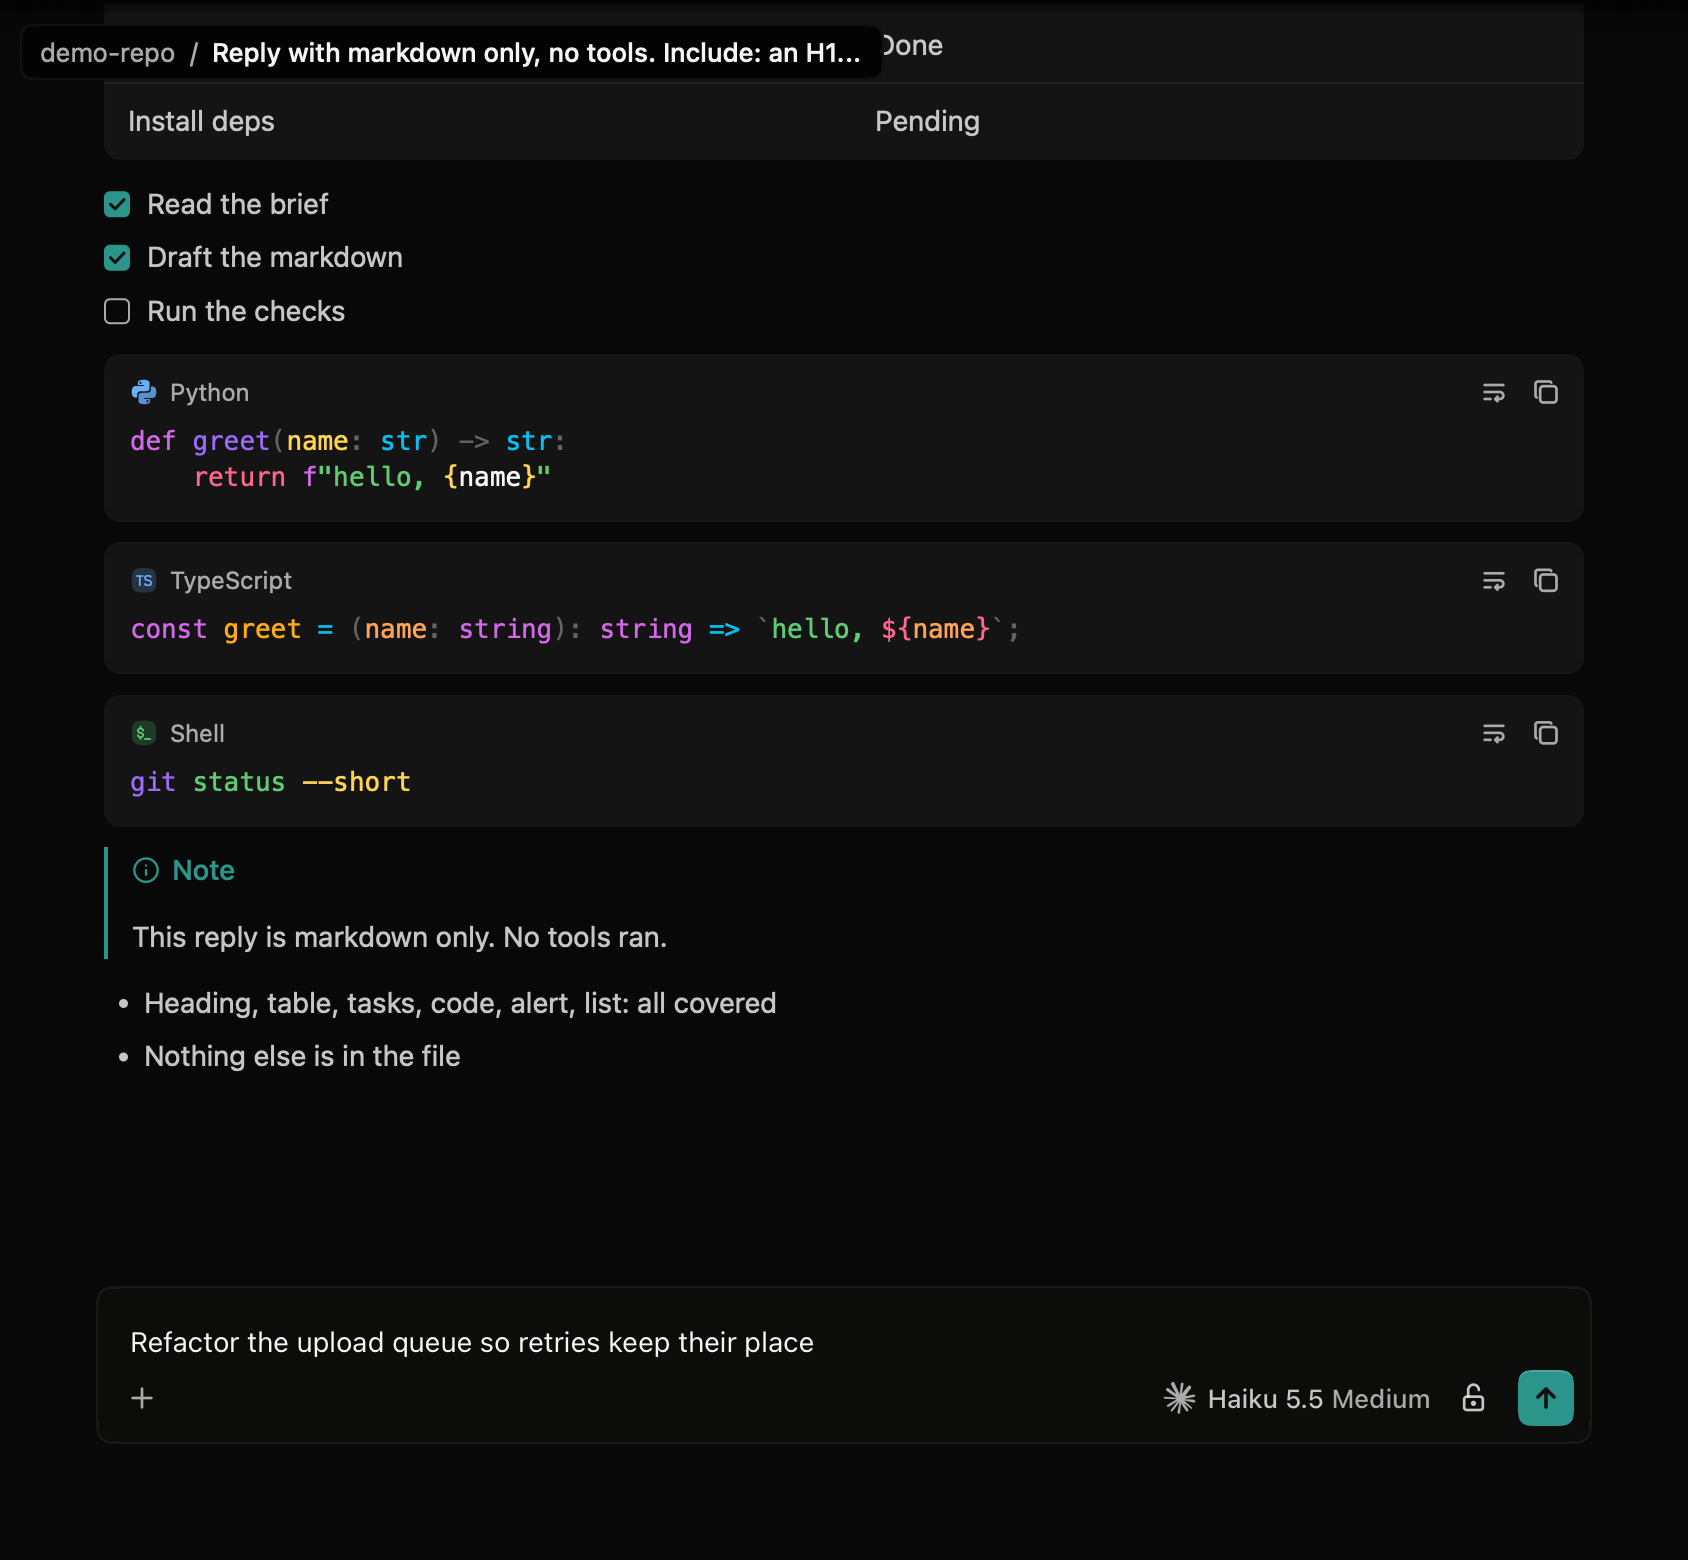 demo-repo / Reply with markdown only, no tools. Include: an H1...
Done
Install deps Pending
Read the brief
Draft the markdown
Run the checks
Python
def greet(name: str) -> str:
    return f"hello, {name}"
TS TypeScript
const greet = (name: string): string => `hello, ${name}`;
$_ Shell
git status --short
Note
This reply is markdown only. No tools ran.
• Heading, table, tasks, code, alert, list: all covered
• Nothing else is in the file
Refactor the upload queue so retries keep their place
Haiku 5.5 Medium